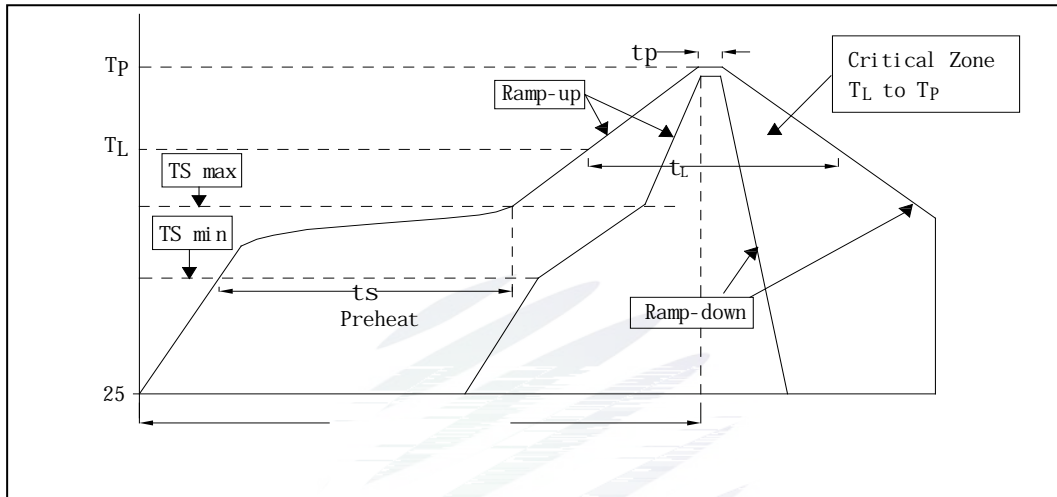 tp
TP
Critical Zone
TL to TP
Ramp-up
TL
TS max
tL
TS min
ts
Preheat
Ramp-down
25